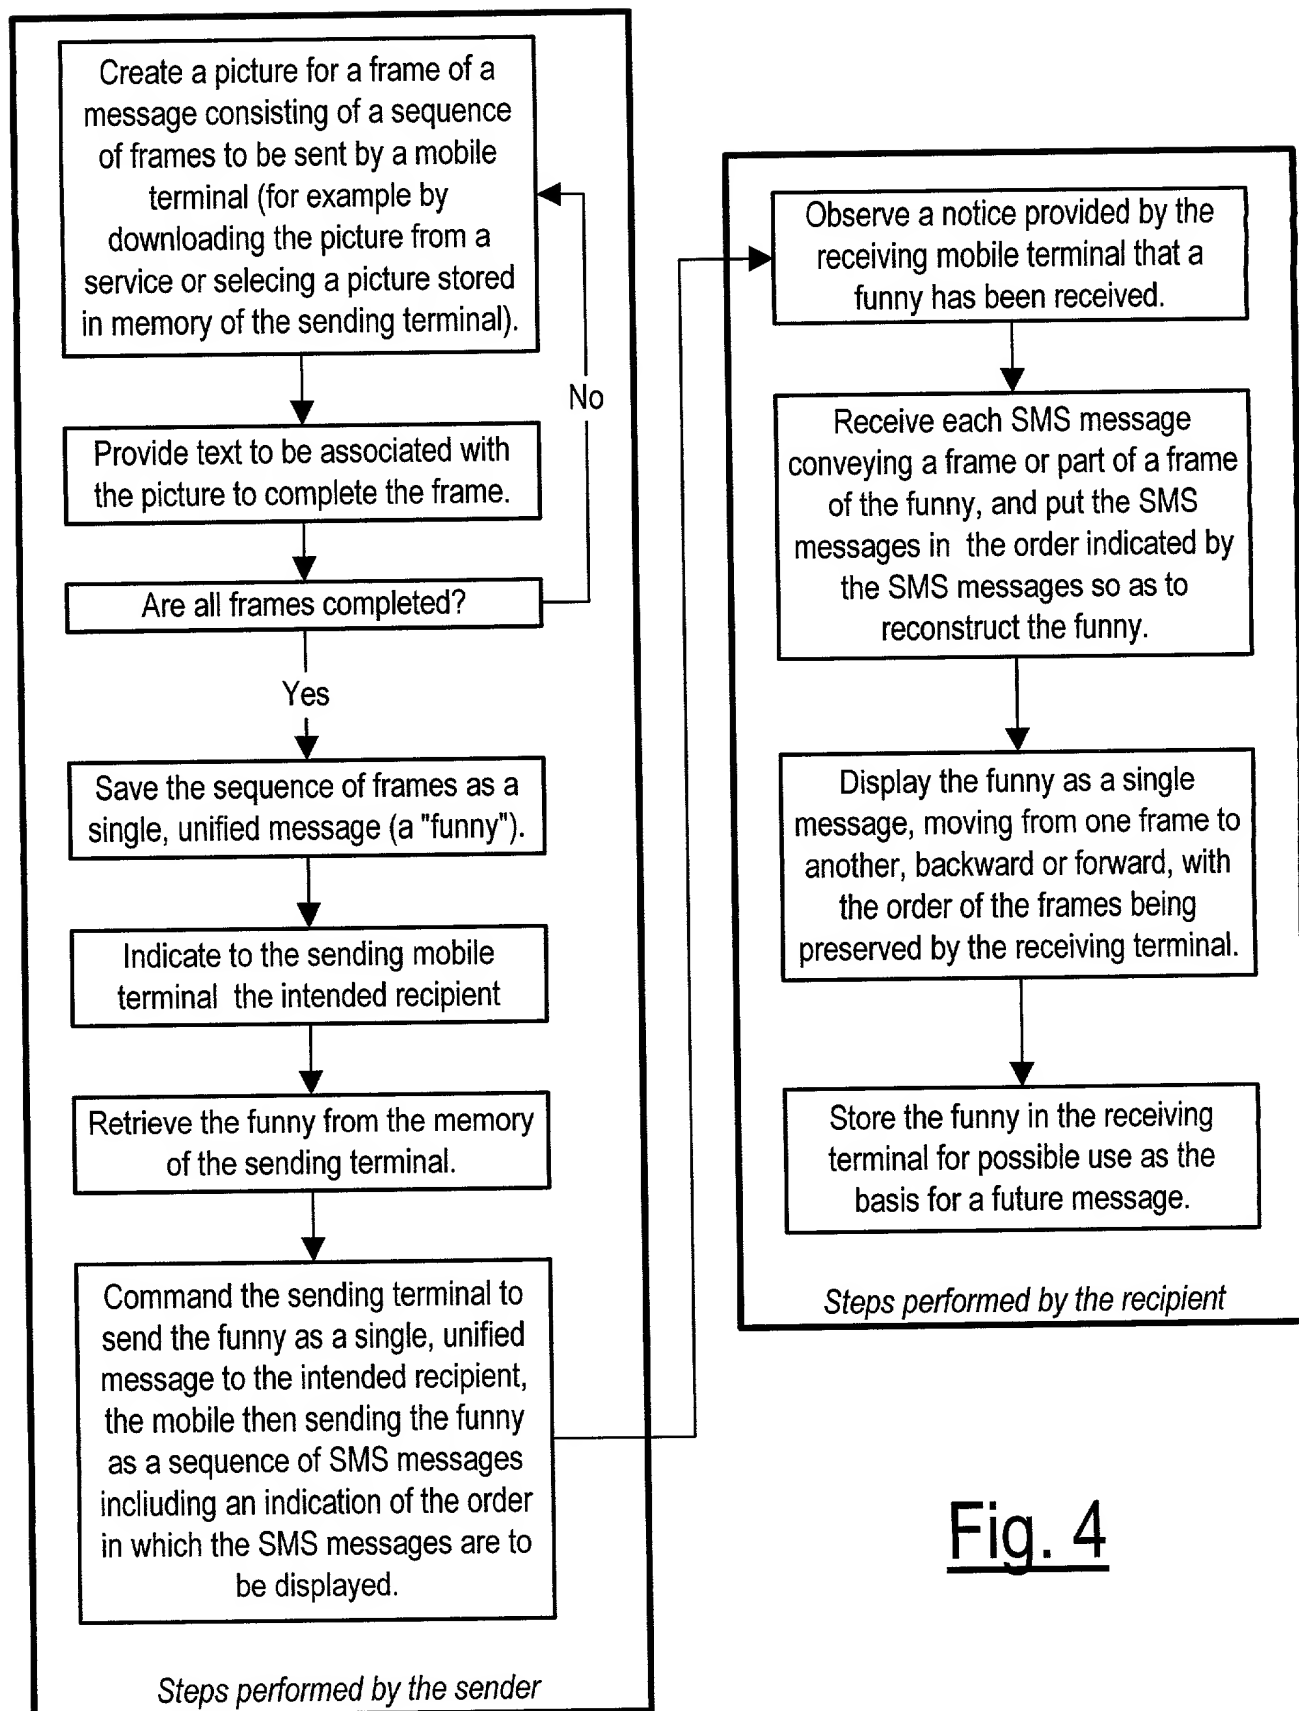 Create a picture for a frame of a
message consisting of a sequence
of frames to be sent by a mobile
terminal (for example by
downloading the picture from a
service or selecing a picture stored
in memory of the sending terminal).
No
Provide text to be associated with
the picture to complete the frame.
Are all frames completed?
Yes
Save the sequence of frames as a
single, unified message (a "funny").
Indicate to the sending mobile
terminal the intended recipient
Retrieve the funny from the memory
of the sending terminal.
Command the sending terminal to
send the funny as a single, unified
message to the intended recipient,
the mobile then sending the funny
as a sequence of SMS messages
incliuding an indication of the order
in which the SMS messages are to
be displayed.
Steps performed by the sender
Observe a notice provided by the
receiving mobile terminal that a
funny has been received.
Receive each SMS message
conveying a frame or part of a frame
of the funny, and put the SMS
messages in the order indicated by
the SMS messages so as to
reconstruct the funny.
Display the funny as a single
message, moving from one frame to
another, backward or forward, with
the order of the frames being
preserved by the receiving terminal.
Store the funny in the receiving
terminal for possible use as the
basis for a future message.
Steps performed by the recipient
Fig. 4